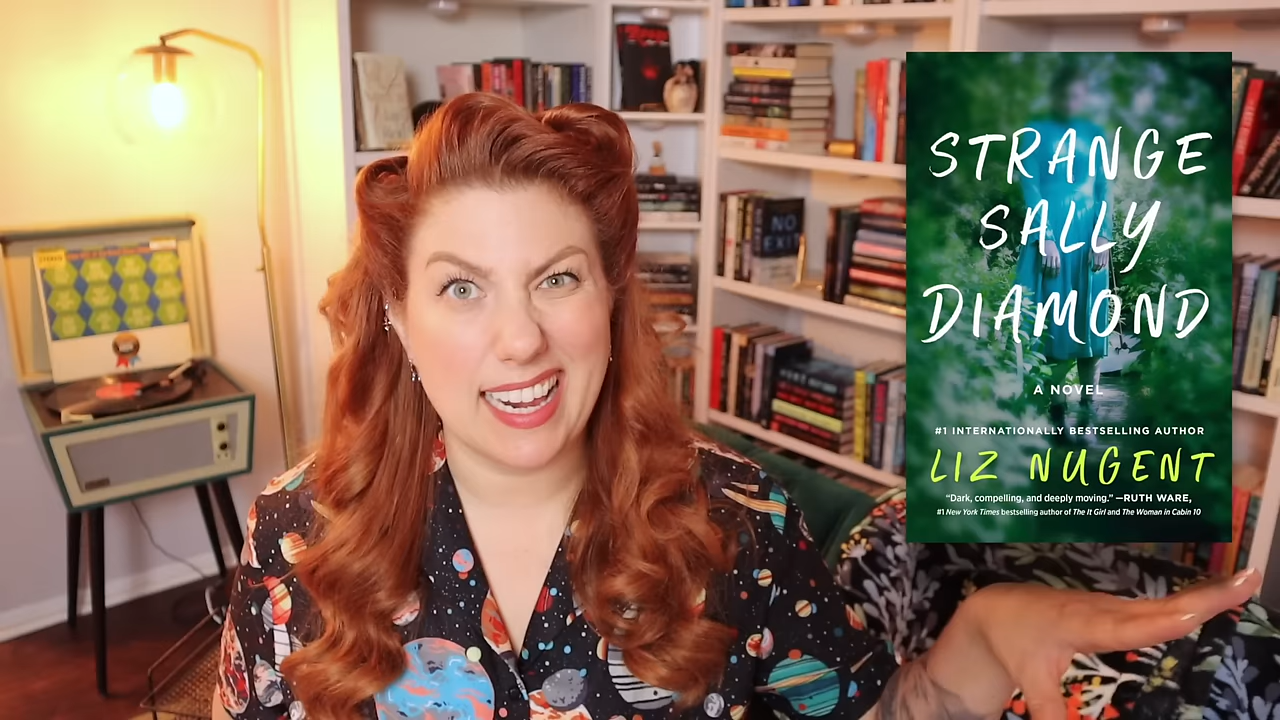 NO
EXIT
STRANGE
SALLY
DIAMOND
A NOVEL
#1 INTERNATIONALLY BESTSELLING AUTHOR
LIZ NUGENT
“Dark, compelling, and deeply moving.” —RUTH WARE,
#1 New York Times bestselling author of The It Girl and The Woman in Cabin 10